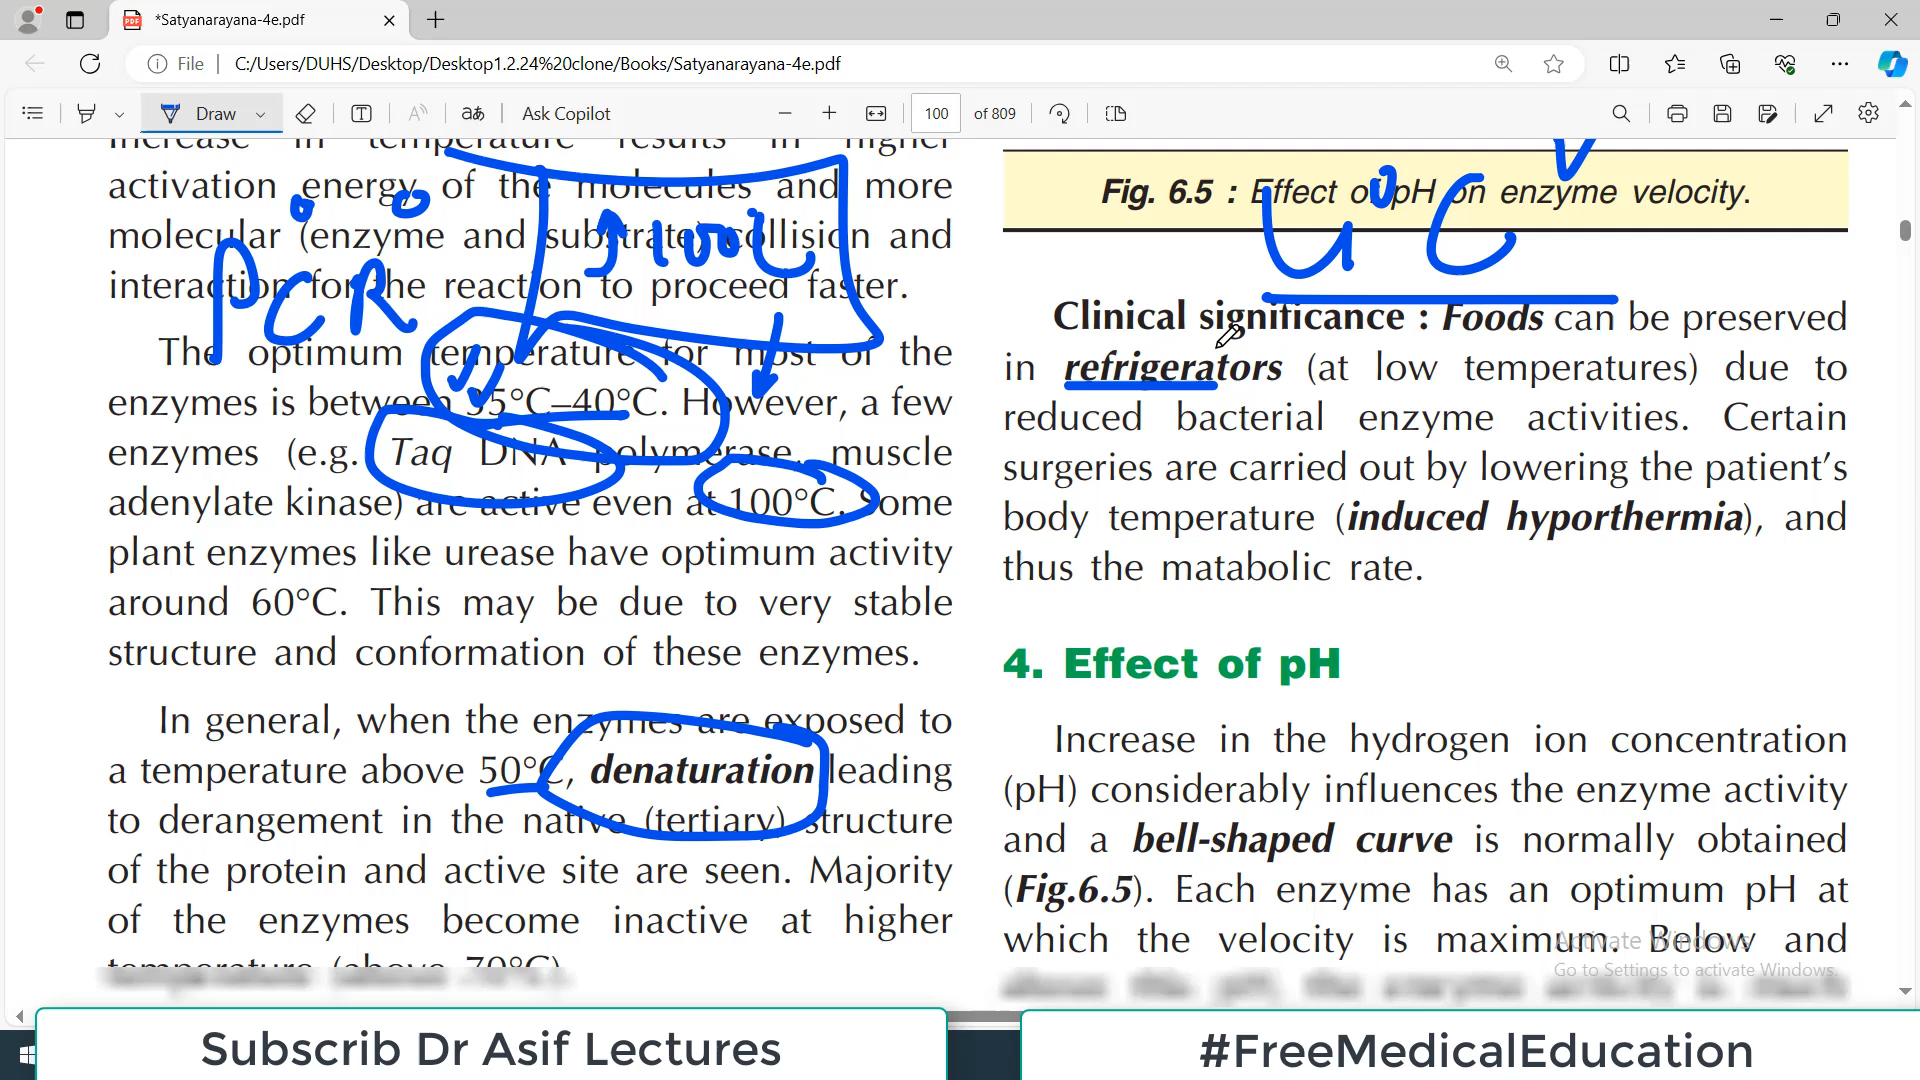 *Satyanarayana-4e.pdf
File
C:/Users/DUHS/Desktop/Desktop1.2.24%20clone/Books/Satyanarayana-4e.pdf
Draw
Ask Copilot
100 of 809
increase in temperature results in higher
activation energy of the molecules and more
molecular (enzyme and substrate) collision and
interaction for the reaction to proceed faster.
PCR
↑100C
The optimum temperature for most of the
enzymes is between 35°C–40°C. However, a few
enzymes (e.g. Taq DNA polymerase, muscle
adenylate kinase) are active even at 100°C. Some
plant enzymes like urease have optimum activity
around 60°C. This may be due to very stable
structure and conformation of these enzymes.
In general, when the enzymes are exposed to
a temperature above 50°C, denaturation leading
to derangement in the native (tertiary) structure
of the protein and active site are seen. Majority
of the enzymes become inactive at higher
temperature (above 70°C).
Fig. 6.5 : Effect of pH on enzyme velocity.
Clinical significance : Foods can be preserved
in refrigerators (at low temperatures) due to
reduced bacterial enzyme activities. Certain
surgeries are carried out by lowering the patient's
body temperature (induced hyporthermia), and
thus the matabolic rate.
4. Effect of pH
Increase in the hydrogen ion concentration
(pH) considerably influences the enzyme activity
and a bell-shaped curve is normally obtained
(Fig.6.5). Each enzyme has an optimum pH at
which the velocity is maximum. Below and
Activate Windows
Go to Settings to activate Windows.
Subscrib Dr Asif Lectures
#FreeMedicalEducation